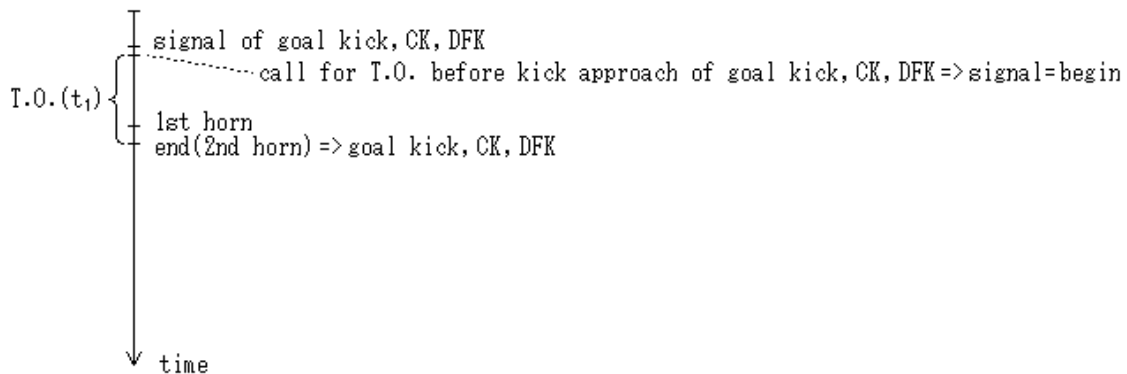 signal of goal kick, CK, DFK
call for T.O. before kick approach of goal kick, CK, DFK => signal=begin
T.O.(t₁)
1st horn
end(2nd horn) => goal kick, CK, DFK
time